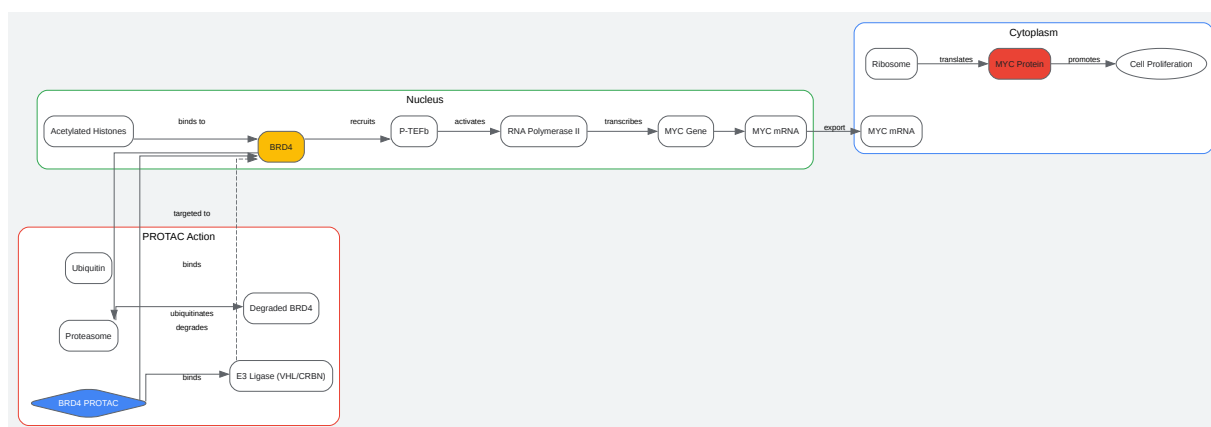 Cytoplasm
Ribosome
translates
MYC Protein
promotes
Cell Proliferation
Nucleus
Acetylated Histones
binds to
BRD4
recruits
P-TEFb
activates
RNA Polymerase II
transcribes
MYC Gene
MYC mRNA
export
MYC mRNA
targeted to
PROTAC Action
Ubiquitin
binds
Degraded BRD4
ubiquitinates
degrades
Proteasome
E3 Ligase (VHL/CRBN)
binds
BRD4 PROTAC